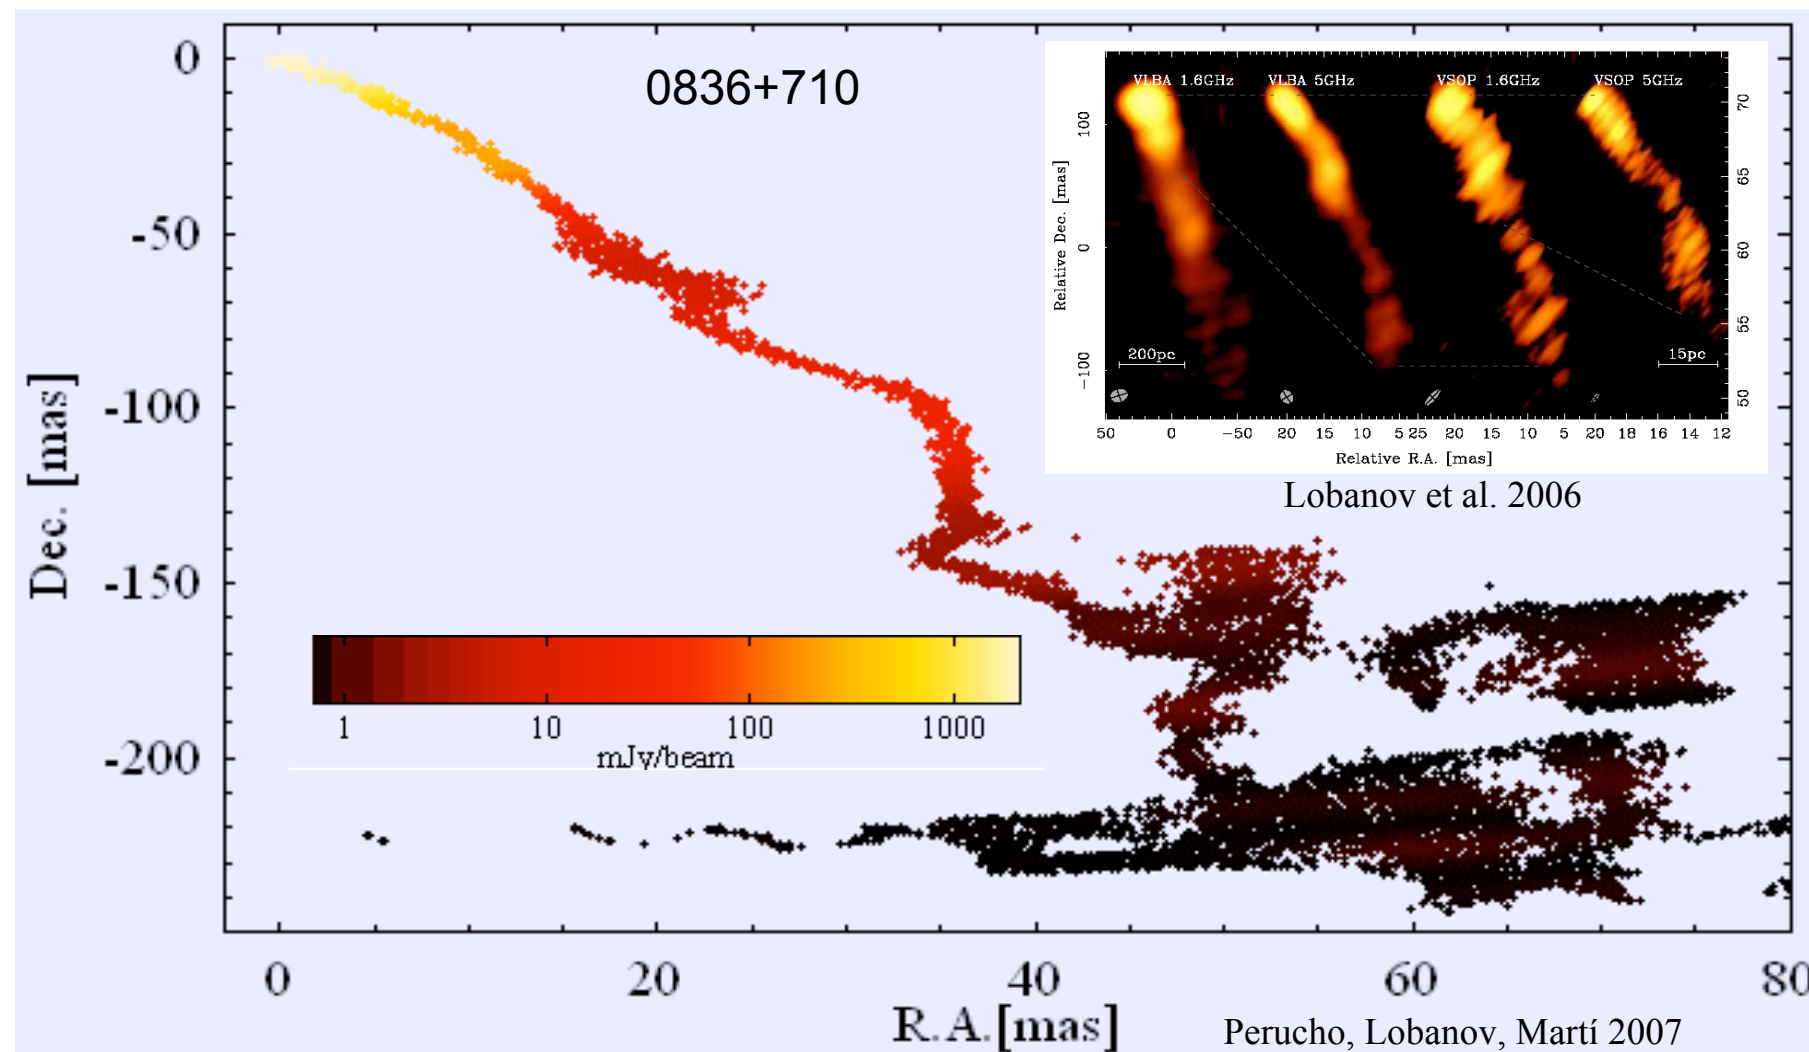 0836+710
VLBA 1.6GHz VLBA 5GHz VSOP 1.6GHz VSOP 5GHz
Relative Dec. [mas]
100
0
-100
70
65
60
55
50
200pc
15pc
50 0 -50 20 15 10 5 25 20 15 10 5 20 18 16 14 12
Relative R.A. [mas]
Lobanov et al. 2006
Dec. [mas]
0
-50
-100
-150
-200
1 10 100 1000
mJy/beam
0 20 40 60 80
R.A.[mas]
Perucho, Lobanov, Martí 2007